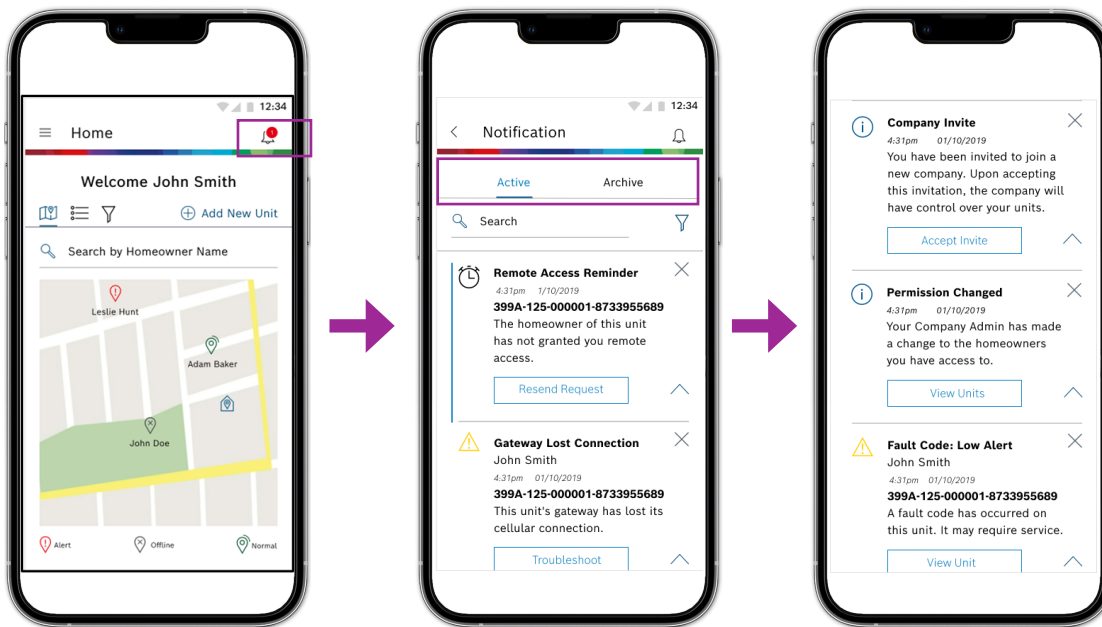 12:34
Home
1
Welcome John Smith
Add New Unit
Search by Homeowner Name
Leslie Hunt
Adam Baker
John Doe
Alert
Offline
Normal
12:34
Notification
Active Archive
Search
Remote Access Reminder
4:31pm 1/10/2019
399A-125-000001-8733955689
The homeowner of this unit
has not granted you remote
access.
Resend Request
Gateway Lost Connection
John Smith
4:31pm 01/10/2019
399A-125-000001-8733955689
This unit's gateway has lost its
cellular connection.
Troubleshoot
Company Invite
4:31pm 01/10/2019
You have been invited to join a
new company. Upon accepting
this invitation, the company will
have control over your units.
Accept Invite
Permission Changed
4:31pm 01/10/2019
Your Company Admin has made
a change to the homeowners
you have access to.
View Units
Fault Code: Low Alert
John Smith
4:31pm 01/10/2019
399A-125-000001-8733955689
A fault code has occurred on
this unit. It may require service.
View Unit